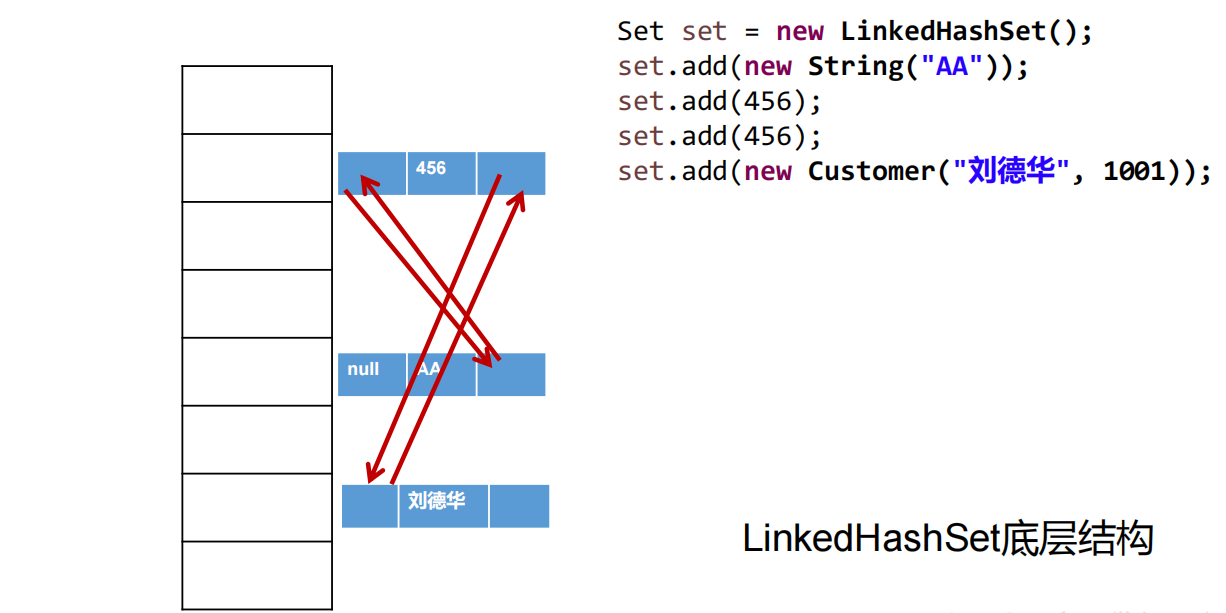 Set set = new LinkedHashSet();
set.add(new String("AA"));
set.add(456);
set.add(456);
set.add(new Customer("刘德华", 1001));
456
null AA
刘德华
LinkedHashSet底层结构